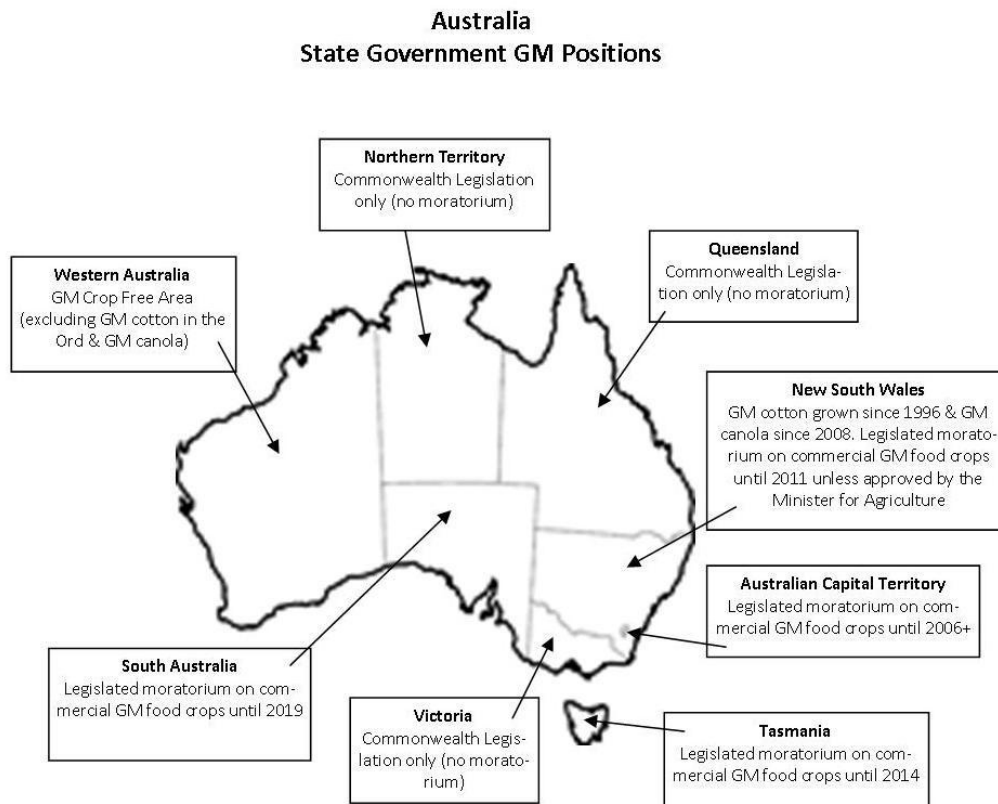 Australia
State Government GM Positions
Northern Territory
Commonwealth Legislation
only (no moratorium)
Queensland
Commonwealth Legisla-
tion only (no moratorium)
Western Australia
GM Crop Free Area
(excluding GM cotton in the
Ord & GM canola)
New South Wales
GM cotton grown since 1996 & GM
canola since 2008. Legislated morato-
rium on commercial GM food crops
until 2011 unless approved by the
Minister for Agriculture
Australian Capital Territory
Legislated moratorium on com-
mercial GM food crops until 2006+
South Australia
Legislated moratorium on com-
mercial GM food crops until 2019
Victoria
Commonwealth Legis-
lation only (no morato-
rium)
Tasmania
Legislated moratorium on com-
mercial GM food crops until 2014